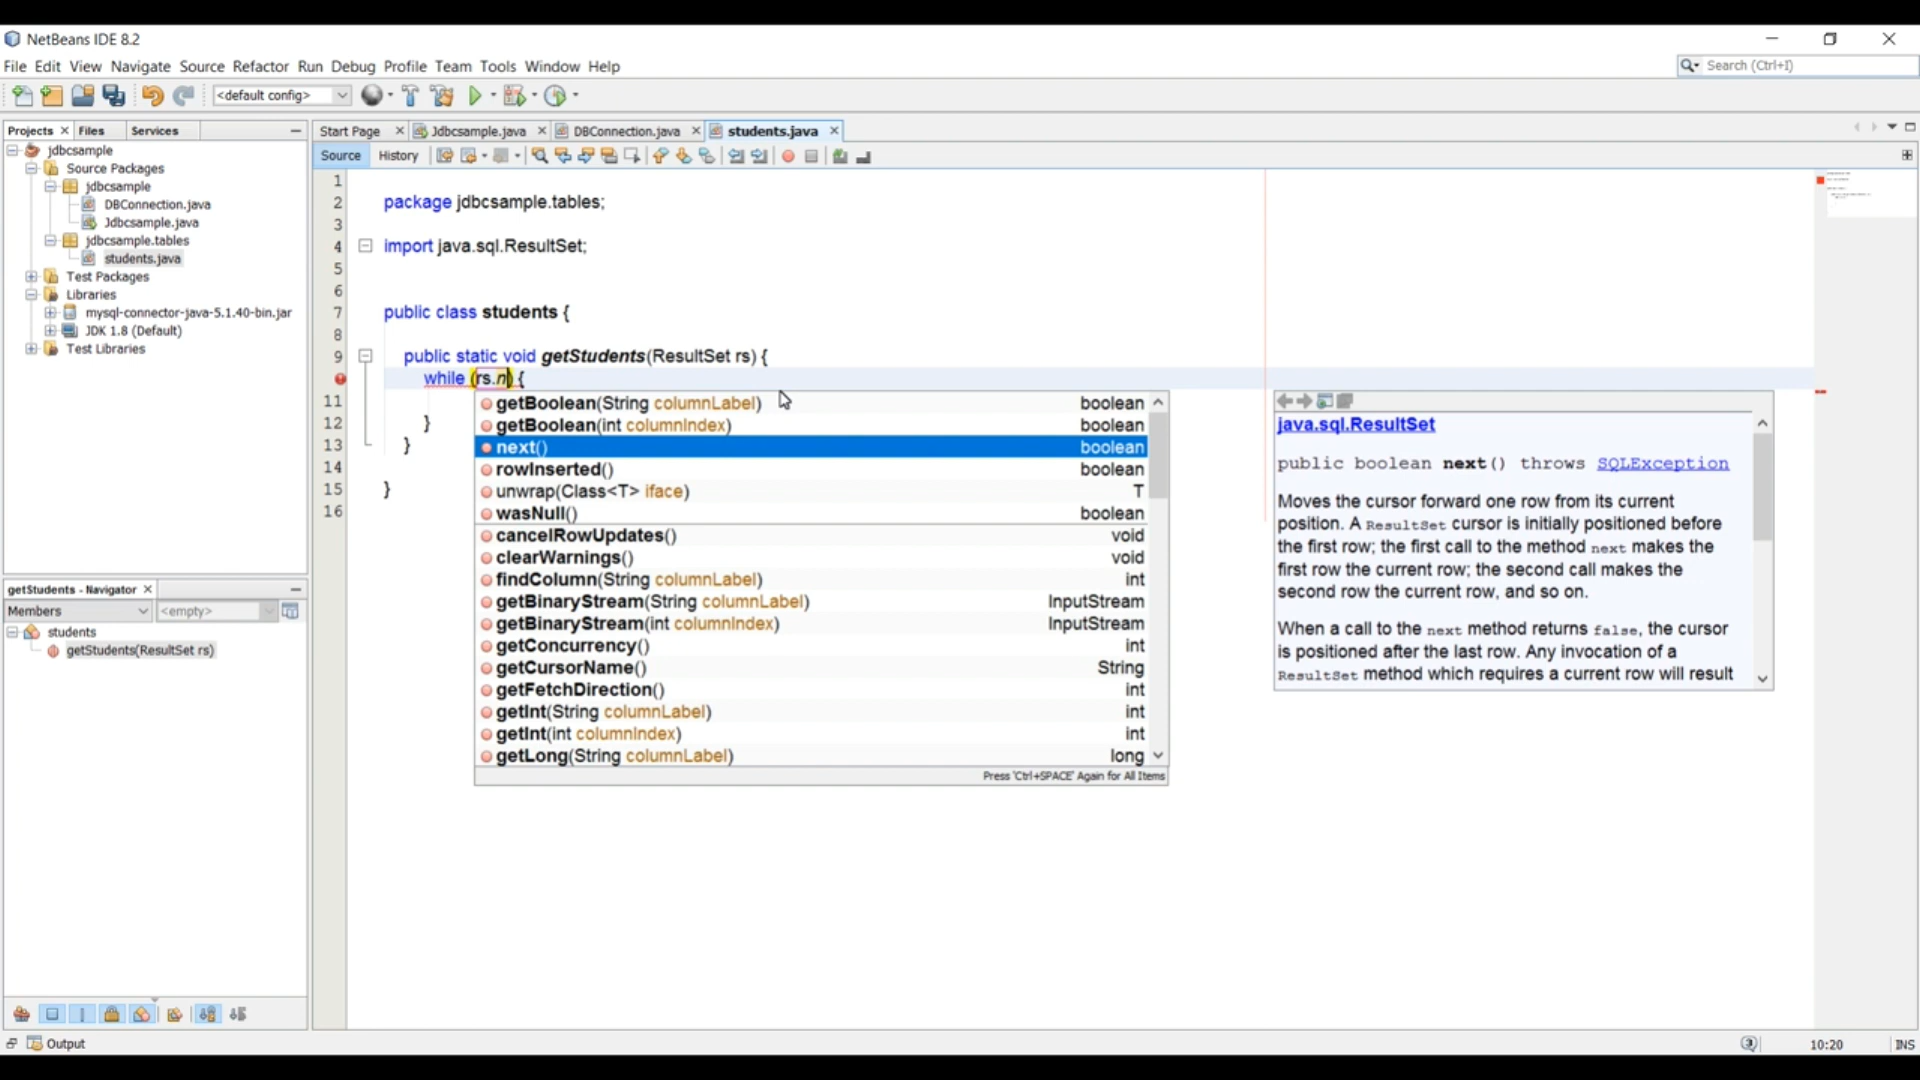 NetBeans IDE 8.2
File Edit View Navigate Source Refactor Run Debug Profile Team Tools Window Help
Search (Ctrl+I)
<default config>
Projects Files Services
Start Page Jdbcsample.java DBConnection.java students.java
Source History
jdbcsample
Source Packages
jdbcsample
DBConnection.java
Jdbcsample.java
jdbcsample.tables
students.java
Test Packages
Libraries
mysql-connector-java-5.1.40-bin.jar
JDK 1.8 (Default)
Test Libraries
getStudents - Navigator
Members <empty>
students
getStudents(ResultSet rs)
1
2 package jdbcsample.tables;
3
4 import java.sql.ResultSet;
5
6
7 public class students {
8
9 public static void getStudents(ResultSet rs) {
while (rs.n) {
11
12 }
13 }
14
15 }
16
getBoolean(String columnLabel) boolean
getBoolean(int columnIndex) boolean
next() boolean
rowInserted() boolean
unwrap(Class<T> iface) T
wasNull() boolean
cancelRowUpdates() void
clearWarnings() void
findColumn(String columnLabel) int
getBinaryStream(String columnLabel) InputStream
getBinaryStream(int columnIndex) InputStream
getConcurrency() int
getCursorName() String
getFetchDirection() int
getInt(String columnLabel) int
getInt(int columnIndex) int
getLong(String columnLabel) long
Press 'Ctrl+SPACE' Again for All Items
java.sql.ResultSet
public boolean next() throws SQLException
Moves the cursor forward one row from its current
position. A ResultSet cursor is initially positioned before
the first row; the first call to the method next makes the
first row the current row; the second call makes the
second row the current row, and so on.
When a call to the next method returns false, the cursor
is positioned after the last row. Any invocation of a
ResultSet method which requires a current row will result
Output
10:20 INS